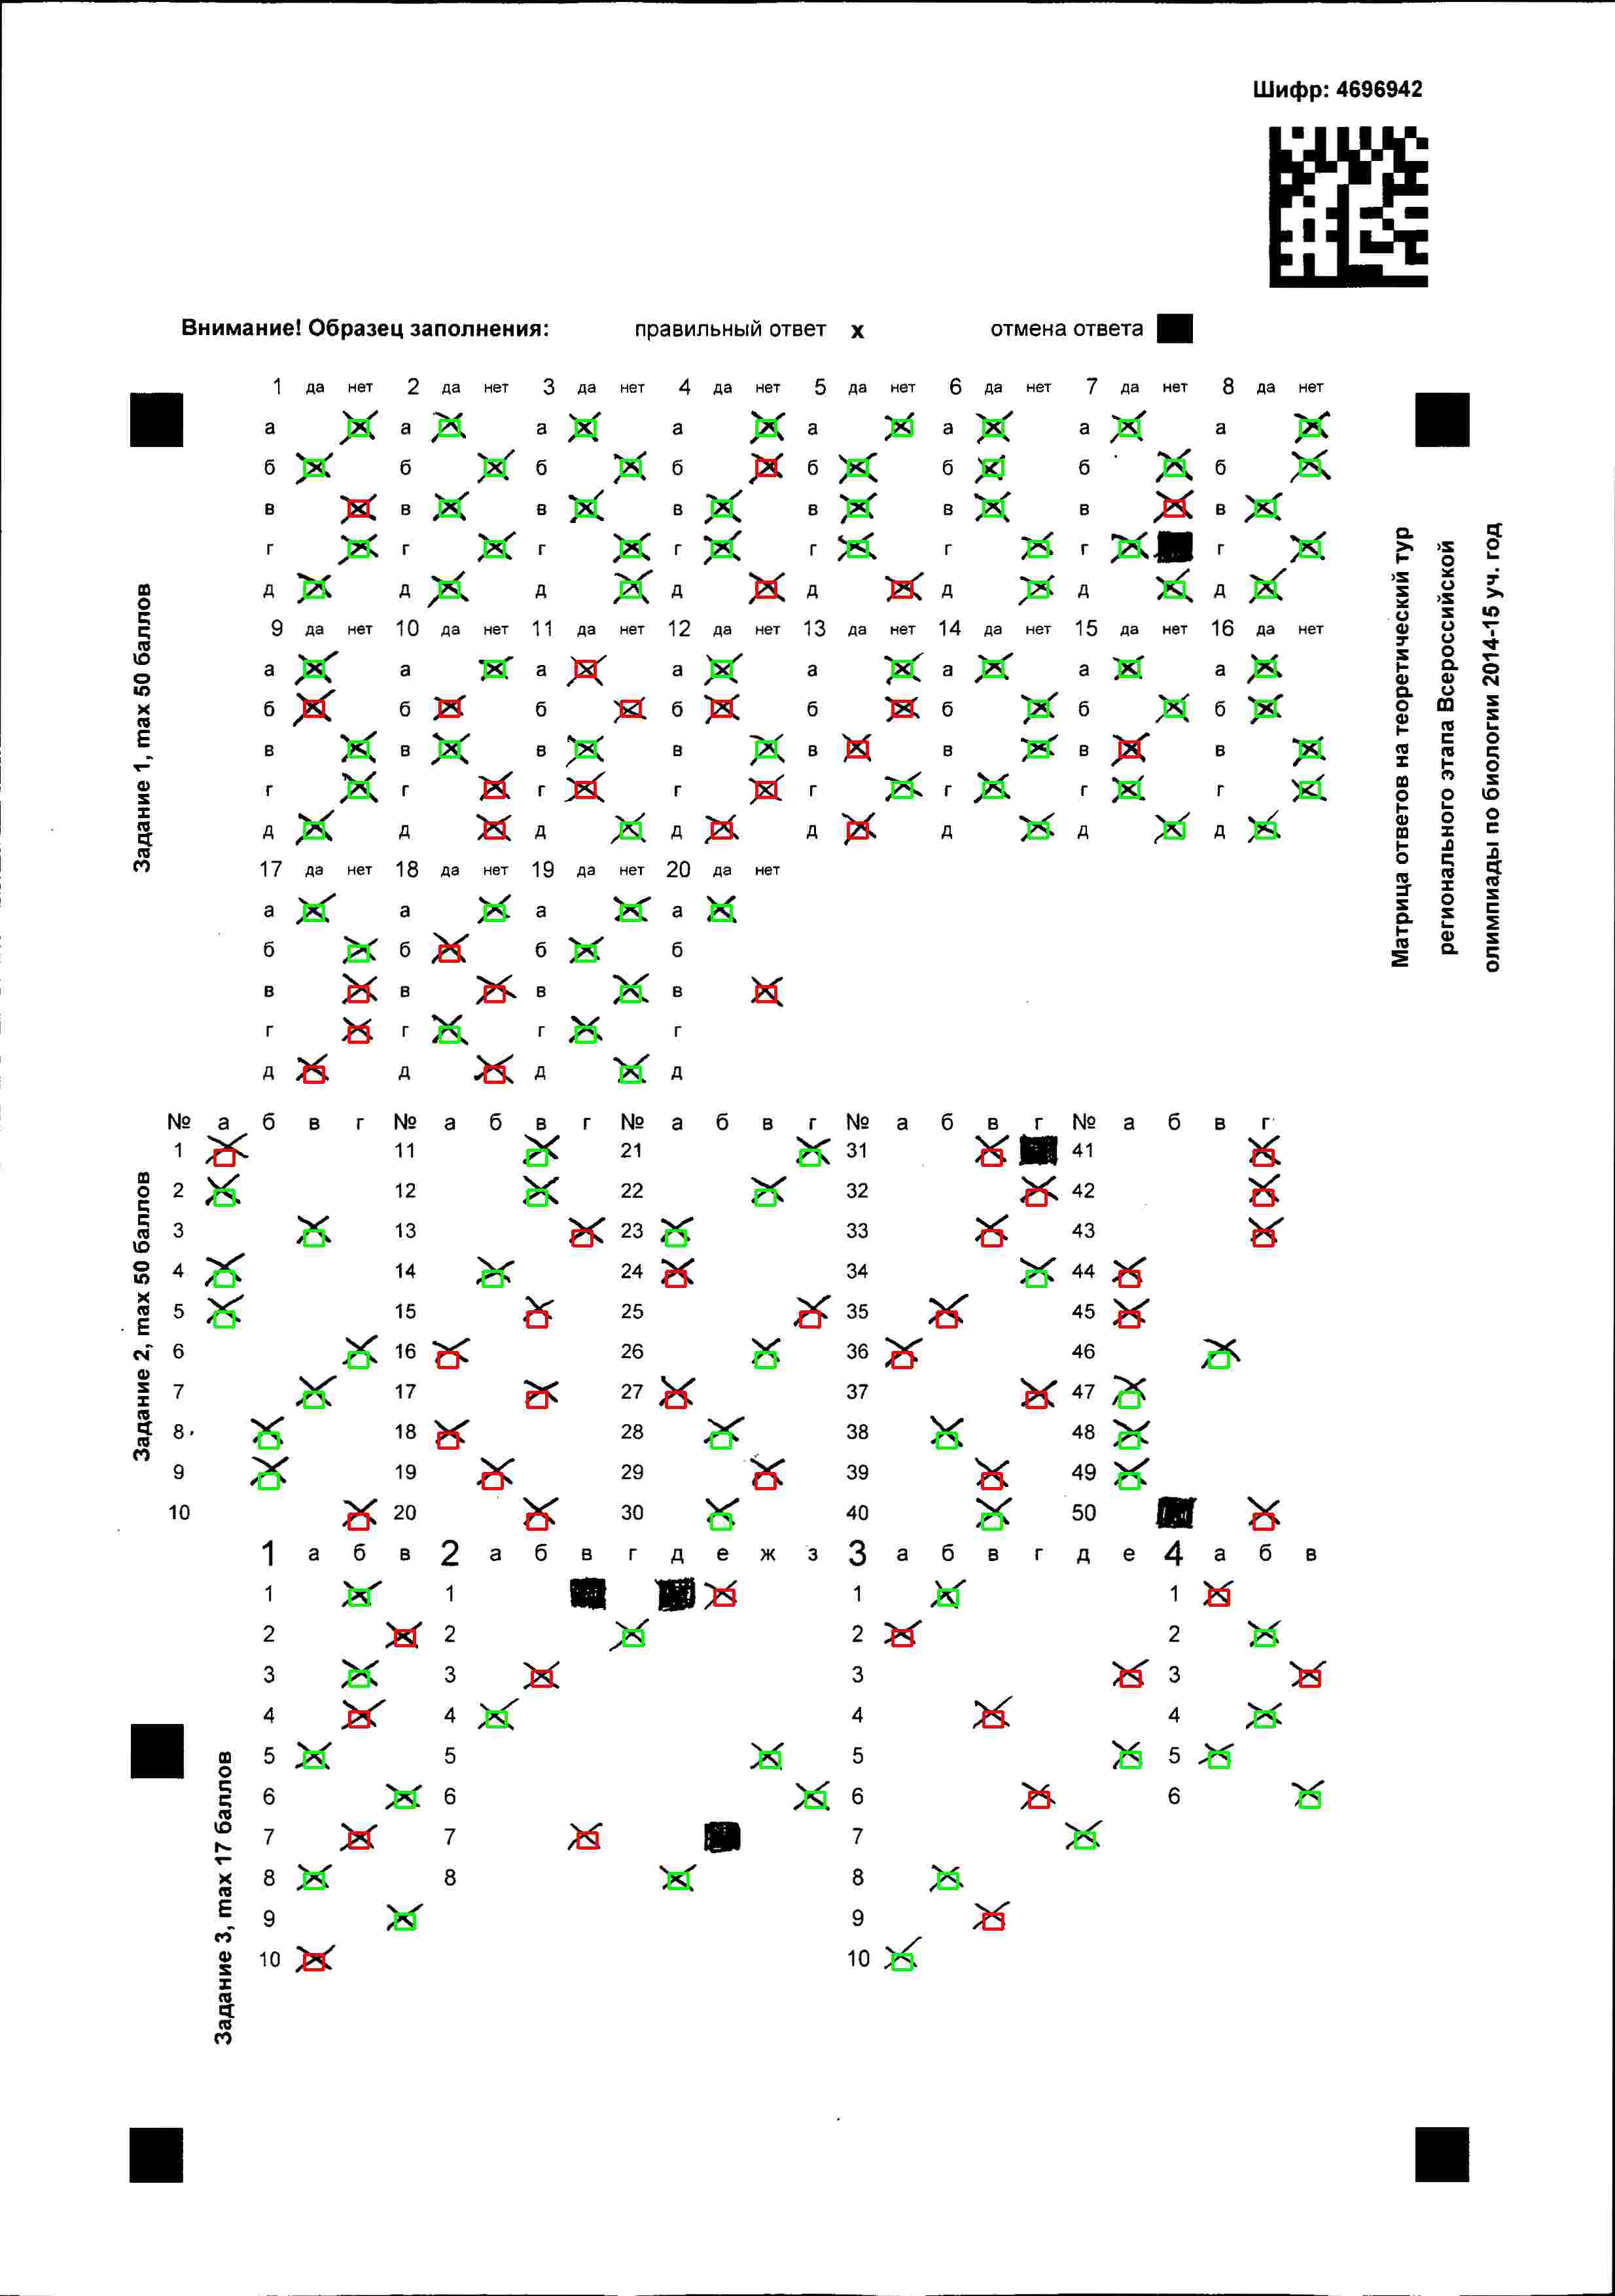 Шифр: 4696942
Внимание! Образец заполнения: правильный ответ х отмена ответа
1 да нет 2 да нет 3 да нет 4 да нет 5 да нет 6 да нет 7 да нет 8 да нет
а а а а а а а а
б б б б б б б б
в в в в в в в в
г г г г г г г г
д д д д д д д д
9 да нет 10 да нет 11 да нет 12 да нет 13 да нет 14 да нет 15 да нет 16 да нет
а а а а а а а а
б б б б б б б б
в в в в в в в в
г г г г г г г г
д д д д д д д д
17 да нет 18 да нет 19 да нет 20 да нет
а а а а
б б б б
в в в в
г г г г
д д д д
Задание 1, max 50 баллов
Матрица ответов на теоретический тур
регионального этапа Всероссийской
олимпиады по биологии 2014-15 уч. год
№ а б в г № а б в г № а б в г № а б в г № а б в г
1 11 21 31 41
2 12 22 32 42
3 13 23 33 43
4 14 24 34 44
5 15 25 35 45
6 16 26 36 46
7 17 27 37 47
8 18 28 38 48
9 19 29 39 49
10 20 30 40 50
Задание 2, max 50 баллов
1 а б в 2 а б в г д е ж з 3 а б в г д е 4 а б в
1 1 1 1
2 2 2 2
3 3 3 3
4 4 4 4
5 5 5 5
6 6 6 6
7 7 7
8 8 8
9 9
10 10
Задание 3, max 17 баллов